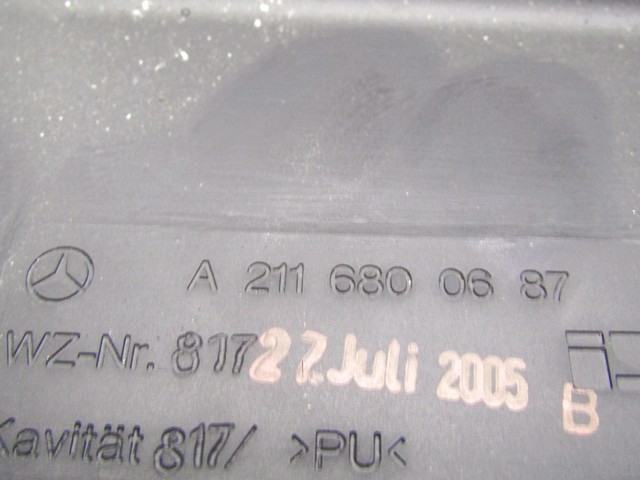 A 211 680 06 87
WZ-Nr. 817 27. Juli 2005
B
Kavität 817/ >PU<